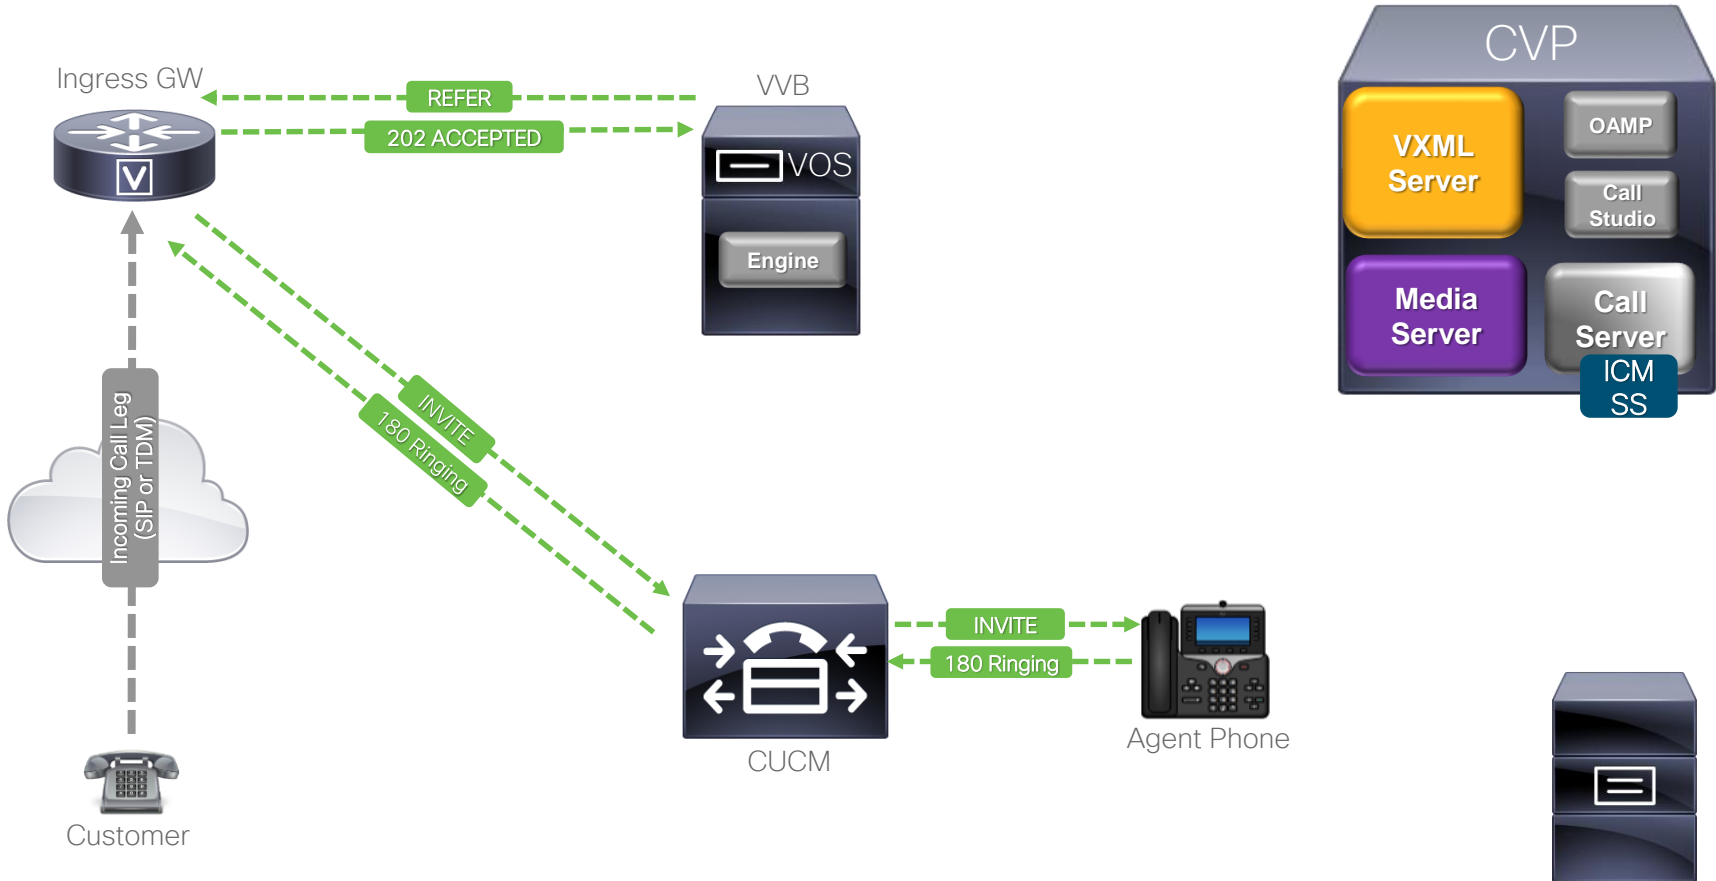 CVP
Ingress GW
REFER
VVB
202 ACCEPTED
VOS
VXML
Server
OAMP
Call
Studio
Engine
Media
Server
Call
Server
ICM
SS
V
INVITE
180 Ringing
Incoming Call Leg
(SIP or TDM)
INVITE
180 Ringing
Agent Phone
CUCM
Customer